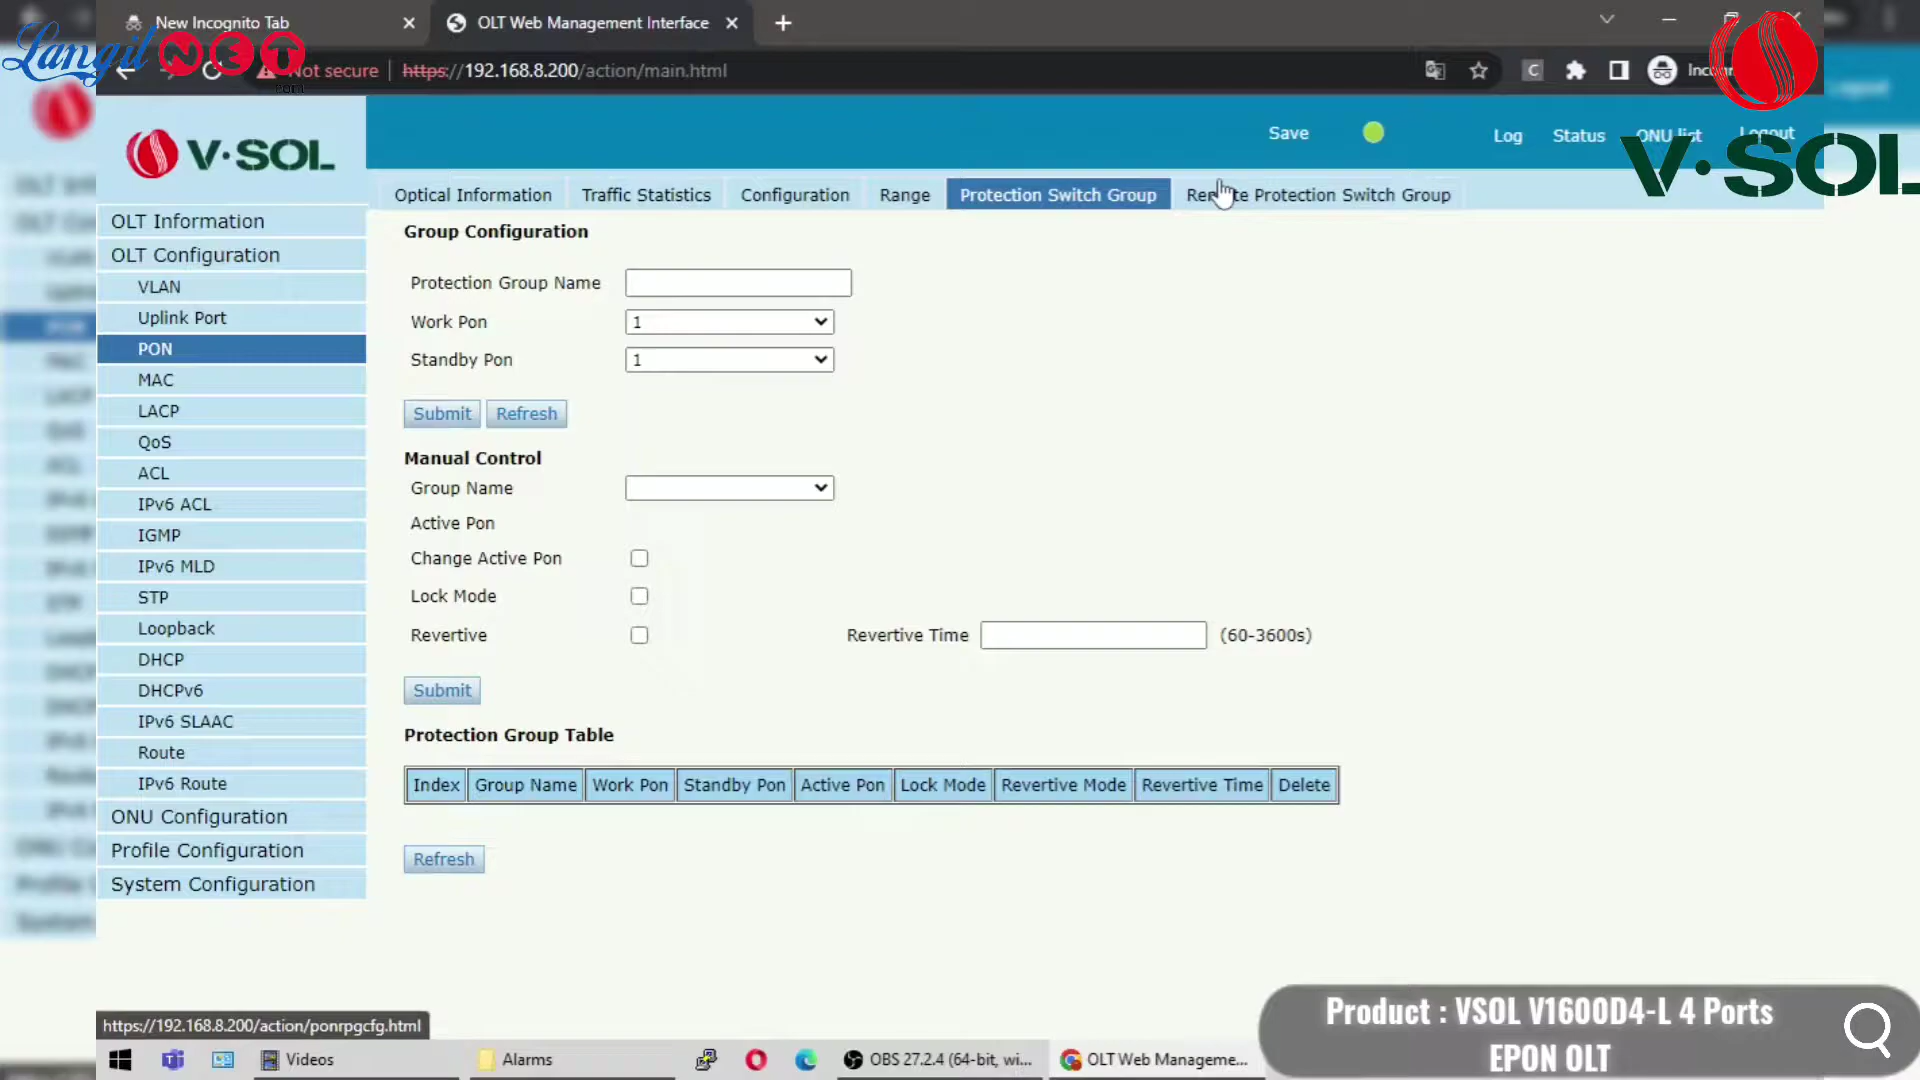 New Incognito Tab
OLT Web Management Interface
Langil NET
Not secure
https://192.168.8.200/action/main.html
V·SOL
Save
Log
Status
ONU list
Logout
V·SOL
Optical Information
Traffic Statistics
Configuration
Range
Protection Switch Group
Remote Protection Switch Group
OLT Information
OLT Configuration
VLAN
Uplink Port
PON
MAC
LACP
QoS
ACL
IPv6 ACL
IGMP
IPv6 MLD
STP
Loopback
DHCP
DHCPv6
IPv6 SLAAC
Route
IPv6 Route
ONU Configuration
Profile Configuration
System Configuration
Group Configuration
Protection Group Name
Work Pon 1
Standby Pon 1
Submit Refresh
Manual Control
Group Name
Active Pon
Change Active Pon
Lock Mode
Revertive
Revertive Time (60-3600s)
Submit
Protection Group Table
Index Group Name Work Pon Standby Pon Active Pon Lock Mode Revertive Mode Revertive Time Delete
Refresh
https://192.168.8.200/action/ponrpgcfg.html
Videos
Alarms
OBS 27.2.4 (64-bit, wi...
OLT Web Manageme...
Product : VSOL V1600D4-L 4 Ports
EPON OLT